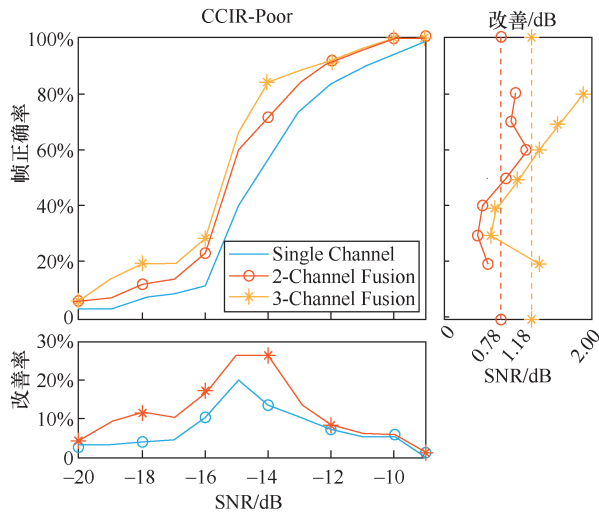 CCIR-Poor
改善/dB
100%
80%
60%
40%
20%
0
帧正确率
Single Channel
2-Channel Fusion
3-Channel Fusion
0
0.78
1.18
2.00
SNR/dB
30%
20%
10%
0
改善率
−20
−18
−16
−14
−12
−10
SNR/dB